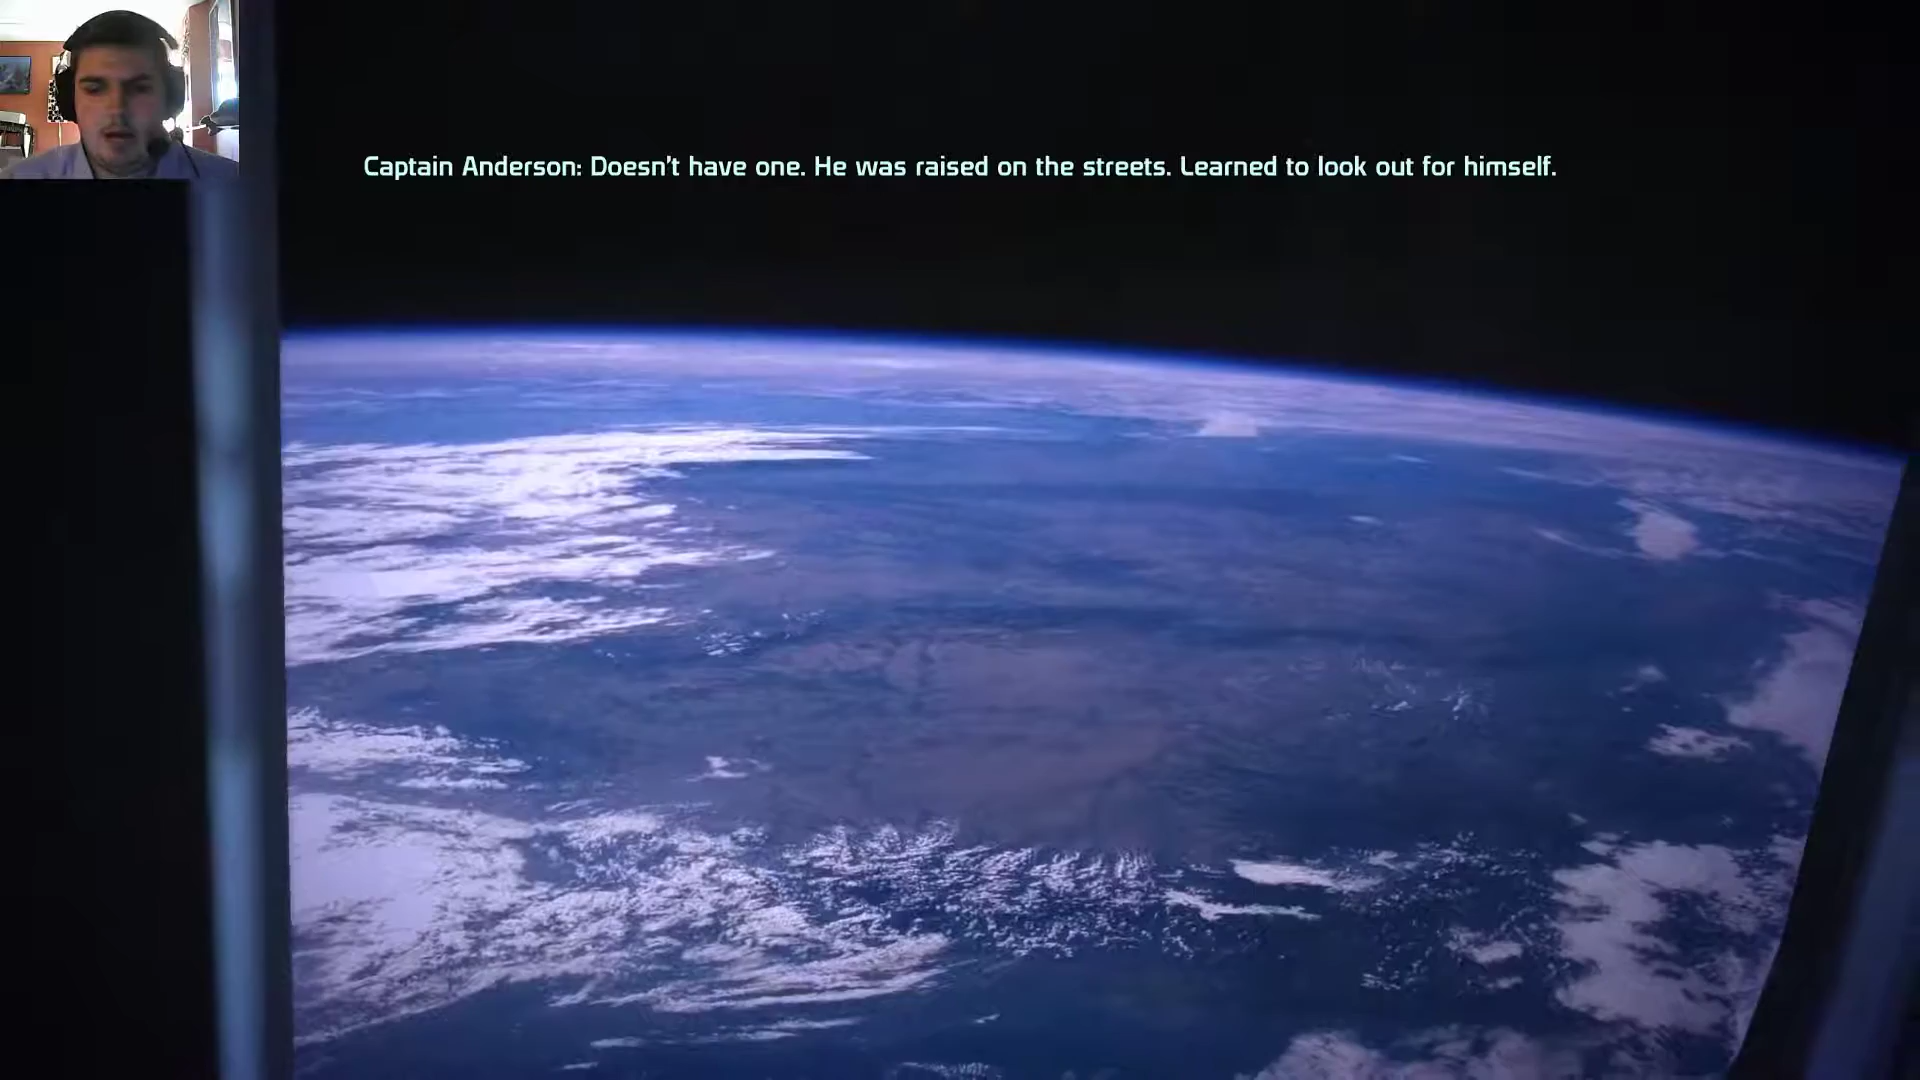 Captain Anderson: Doesn't have one. He was raised on the streets. Learned to look out for himself.